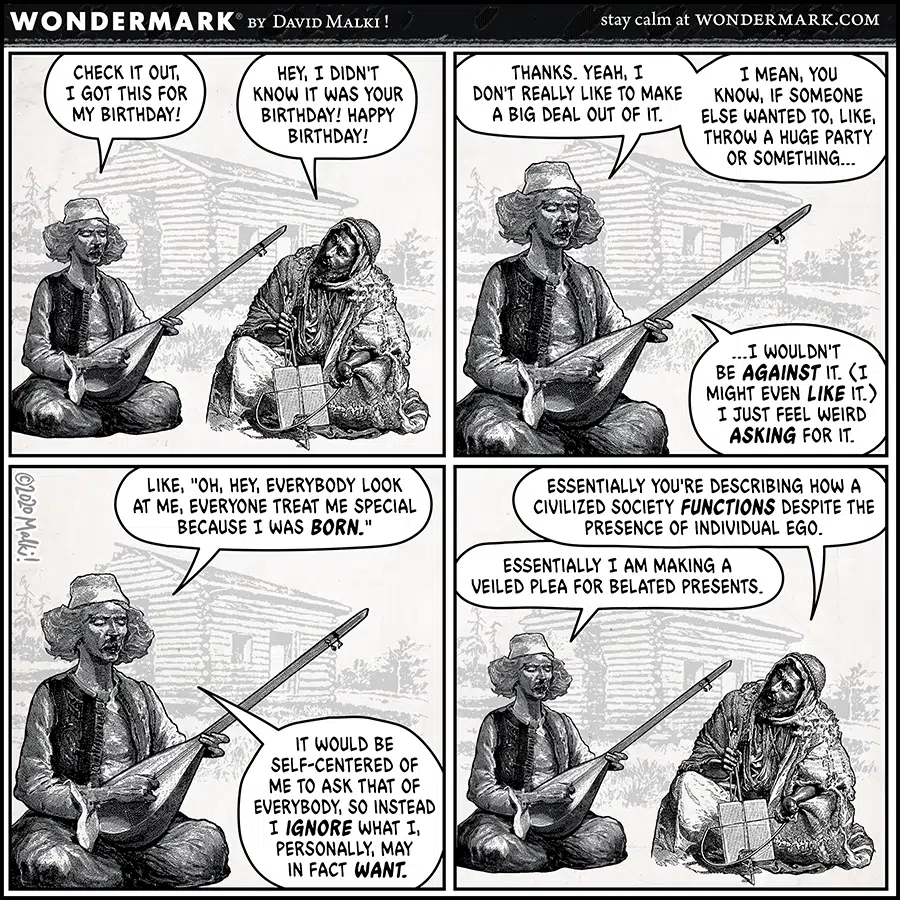 WONDERMARK® BY DAVID MALKI !
stay calm at WONDERMARK.COM
CHECK IT OUT,
I GOT THIS FOR
MY BIRTHDAY!
HEY, I DIDN'T
KNOW IT WAS YOUR
BIRTHDAY! HAPPY
BIRTHDAY!
THANKS. YEAH, I
DON'T REALLY LIKE TO MAKE
A BIG DEAL OUT OF IT.
I MEAN, YOU
KNOW, IF SOMEONE
ELSE WANTED TO, LIKE,
THROW A HUGE PARTY
OR SOMETHING...
...I WOULDN'T
BE AGAINST IT. (I
MIGHT EVEN LIKE IT.)
I JUST FEEL WEIRD
ASKING FOR IT.
©2020 Malki!
LIKE, "OH, HEY, EVERYBODY LOOK
AT ME, EVERYONE TREAT ME SPECIAL
BECAUSE I WAS BORN."
IT WOULD BE
SELF-CENTERED OF
ME TO ASK THAT OF
EVERYBODY, SO INSTEAD
I IGNORE WHAT I,
PERSONALLY, MAY
IN FACT WANT.
ESSENTIALLY YOU'RE DESCRIBING HOW A
CIVILIZED SOCIETY FUNCTIONS DESPITE THE
PRESENCE OF INDIVIDUAL EGO.
ESSENTIALLY I AM MAKING A
VEILED PLEA FOR BELATED PRESENTS.